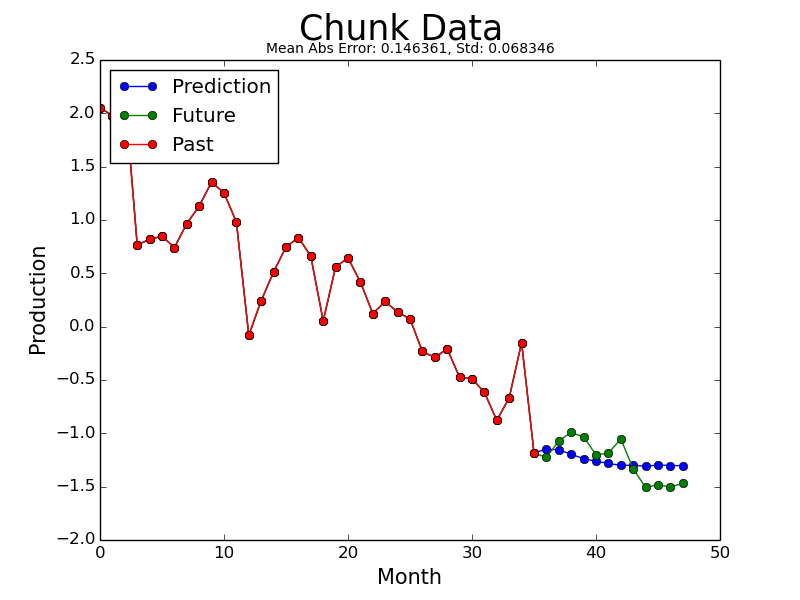 Chunk Data
Mean Abs Error: 0.146361, Std: 0.068346
2.5
2.0
1.5
1.0
0.5
0.0
−0.5
−1.0
−1.5
−2.0
Production
Prediction
Future
Past
0 10 20 30 40 50
Month